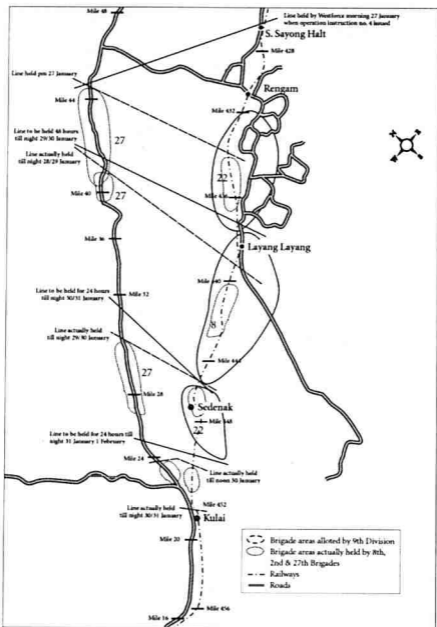 Mile 48
Line held by Westforce morning 27 January
when operation instruction no. 4 issued
S. Sayong Halt
Mile 428
Line held pm 27 January
Rengam
Mile 44
Mile 432
Line to be held 48 hours
till night 29/30 January
27
Line actually held
till night 28/29 January
22
27
Mile 40
Mile 436
Mile 36
Layang Layang
Mile 440
Line to be held for 24 hours
till night 30/31 January
Mile 32
8
Line actually held
till night 29/30 January
Mile 444
27
Mile 28
Sedenak
22
Mile 448
Line to be held for 24 hours till
night 31 January 1 February
Mile 24
Line actually held
till noon 30 January
Line actually held
till night 30/31 January
Mile 452
Kulai
Mile 20
Brigade areas alloted by 9th Division
Brigade areas actually held by 8th,
2nd & 27th Brigades
Railways
Roads
Mile 456
Mile 16